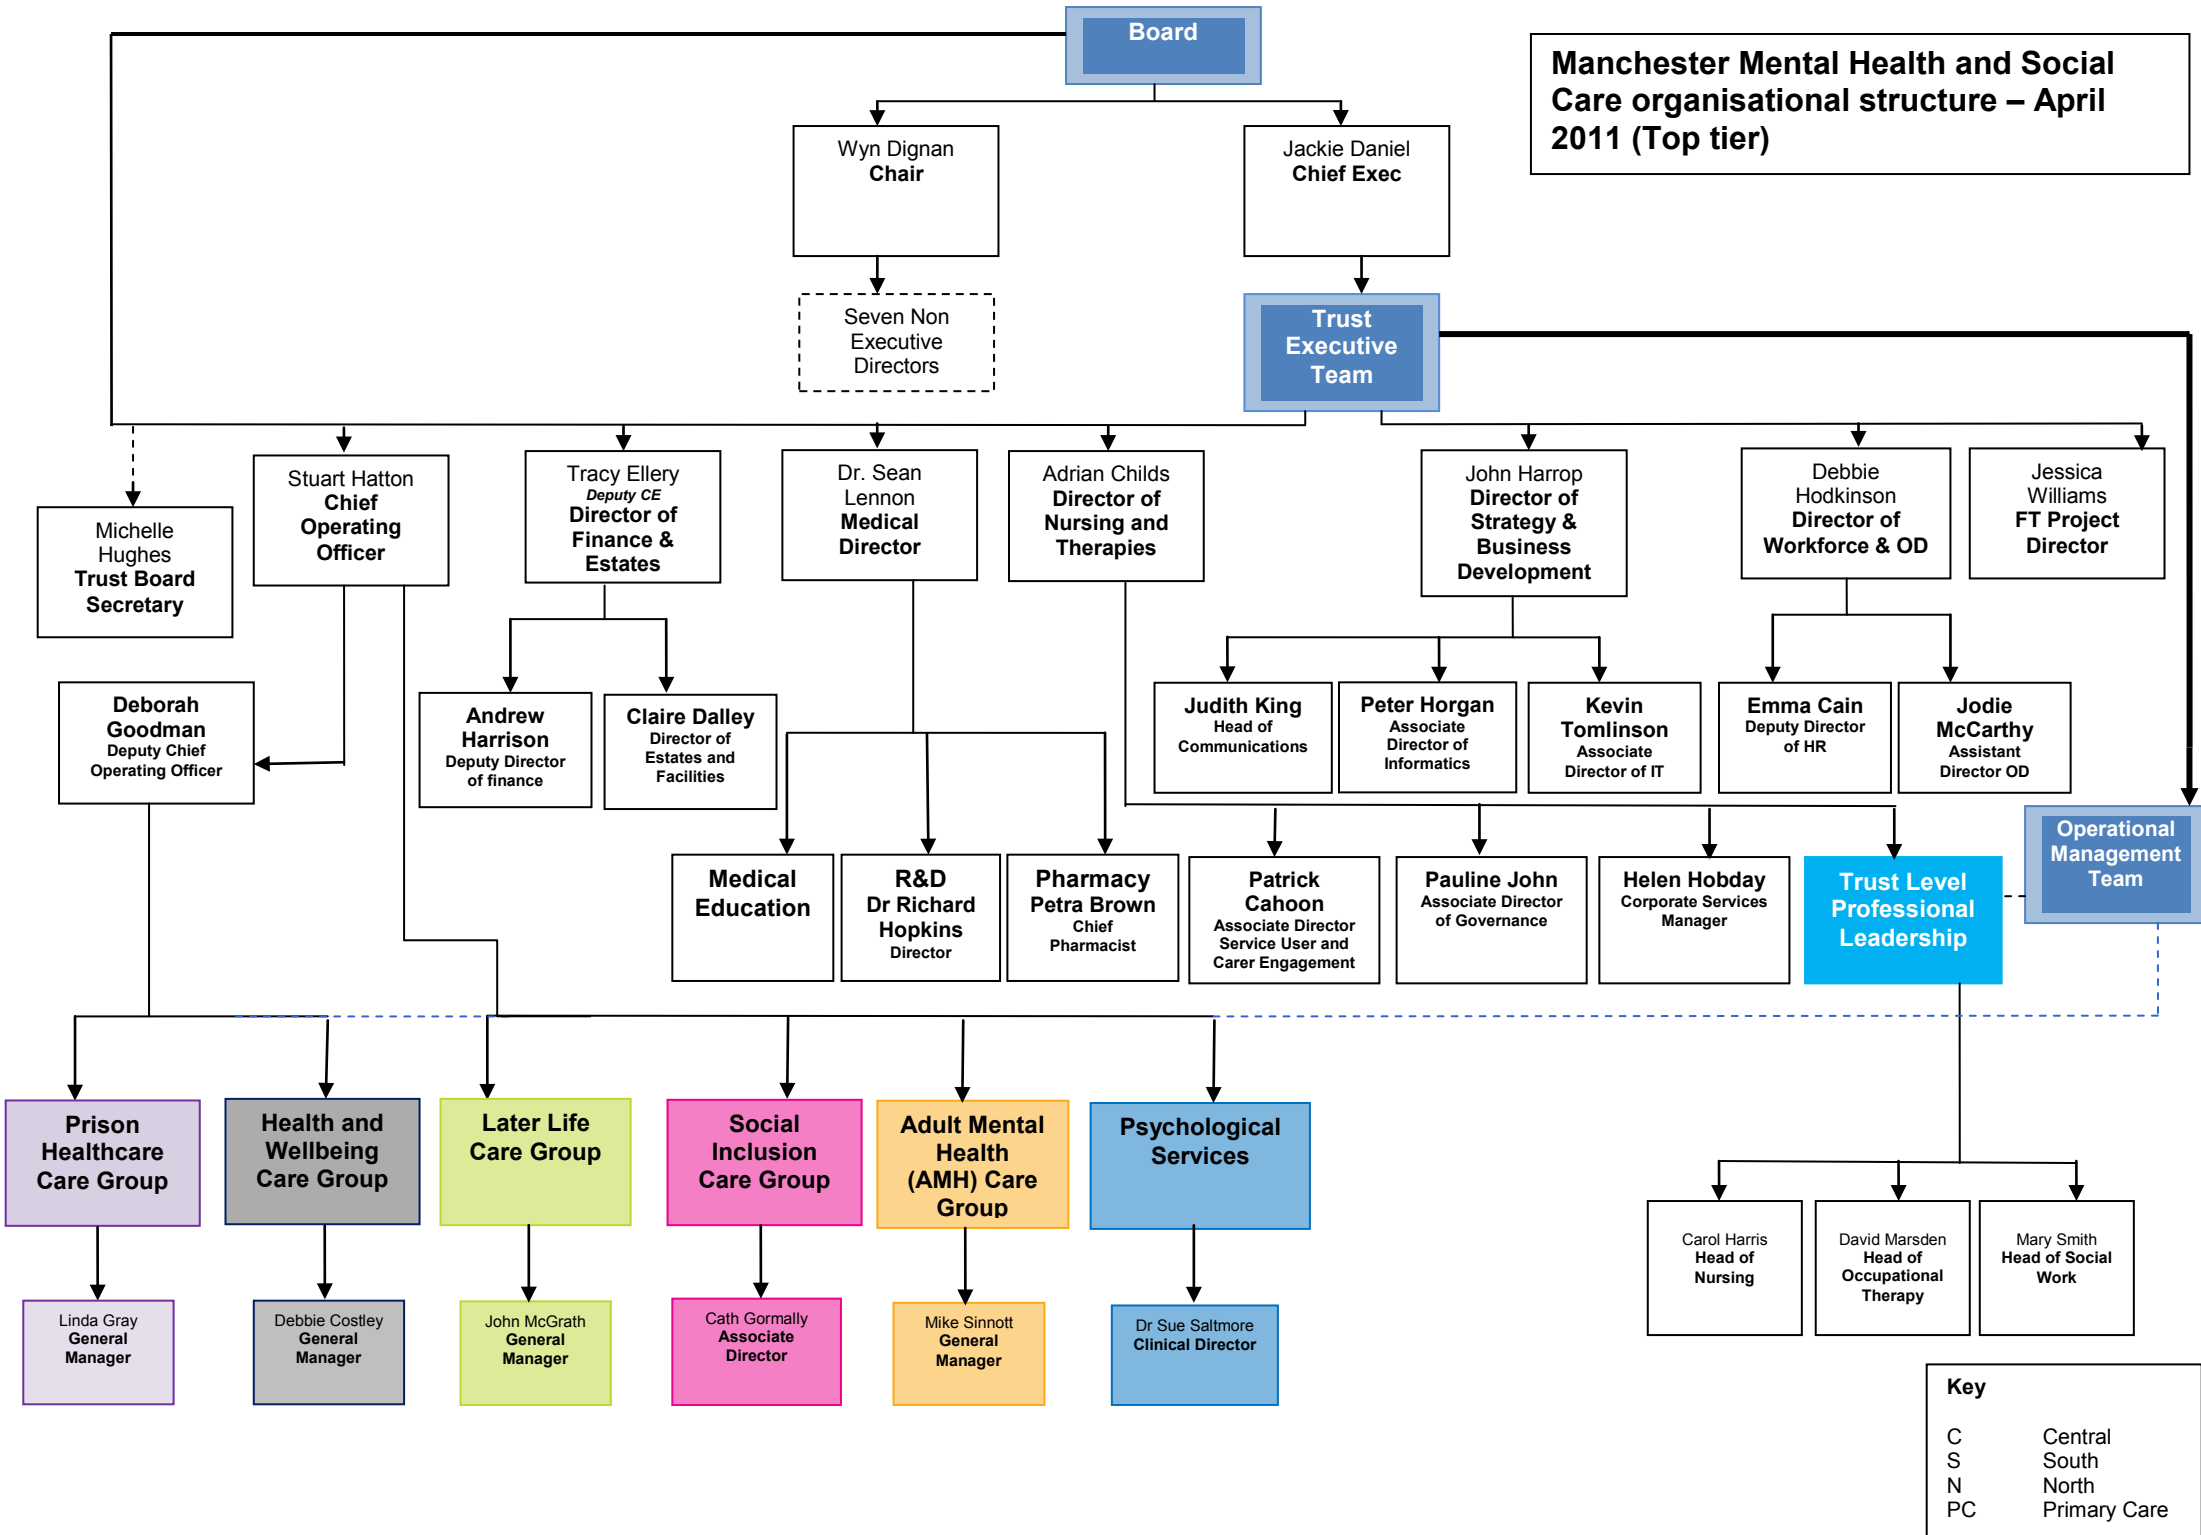 Board
Manchester Mental Health and Social
Care organisational structure – April
2011 (Top tier)
Wyn Dignan
Chair
Jackie Daniel
Chief Exec
Seven Non
Executive
Directors
Trust
Executive
Team
Michelle
Hughes
Trust Board
Secretary
Stuart Hatton
Chief
Operating
Officer
Tracy Ellery
Deputy CE
Director of
Finance &
Estates
Dr. Sean
Lennon
Medical
Director
Adrian Childs
Director of
Nursing and
Therapies
John Harrop
Director of
Strategy &
Business
Development
Debbie
Hodkinson
Director of
Workforce & OD
Jessica
Williams
FT Project
Director
Deborah
Goodman
Deputy Chief
Operating Officer
Andrew
Harrison
Deputy Director
of finance
Claire Dalley
Director of
Estates and
Facilities
Judith King
Head of
Communications
Peter Horgan
Associate
Director of
Informatics
Kevin
Tomlinson
Associate
Director of IT
Emma Cain
Deputy Director
of HR
Jodie
McCarthy
Assistant
Director OD
Medical
Education
R&D
Dr Richard
Hopkins
Director
Pharmacy
Petra Brown
Chief
Pharmacist
Patrick
Cahoon
Associate Director
Service User and
Carer Engagement
Pauline John
Associate Director
of Governance
Helen Hobday
Corporate Services
Manager
Trust Level
Professional
Leadership
Operational
Management
Team
Prison
Healthcare
Care Group
Health and
Wellbeing
Care Group
Later Life
Care Group
Social
Inclusion
Care Group
Adult Mental
Health
(AMH) Care
Group
Psychological
Services
Linda Gray
General
Manager
Debbie Costley
General
Manager
John McGrath
General
Manager
Cath Gormally
Associate
Director
Mike Sinnott
General
Manager
Dr Sue Saltmore
Clinical Director
Carol Harris
Head of
Nursing
David Marsden
Head of
Occupational
Therapy
Mary Smith
Head of Social
Work
Key
C Central
S South
N North
PC Primary Care